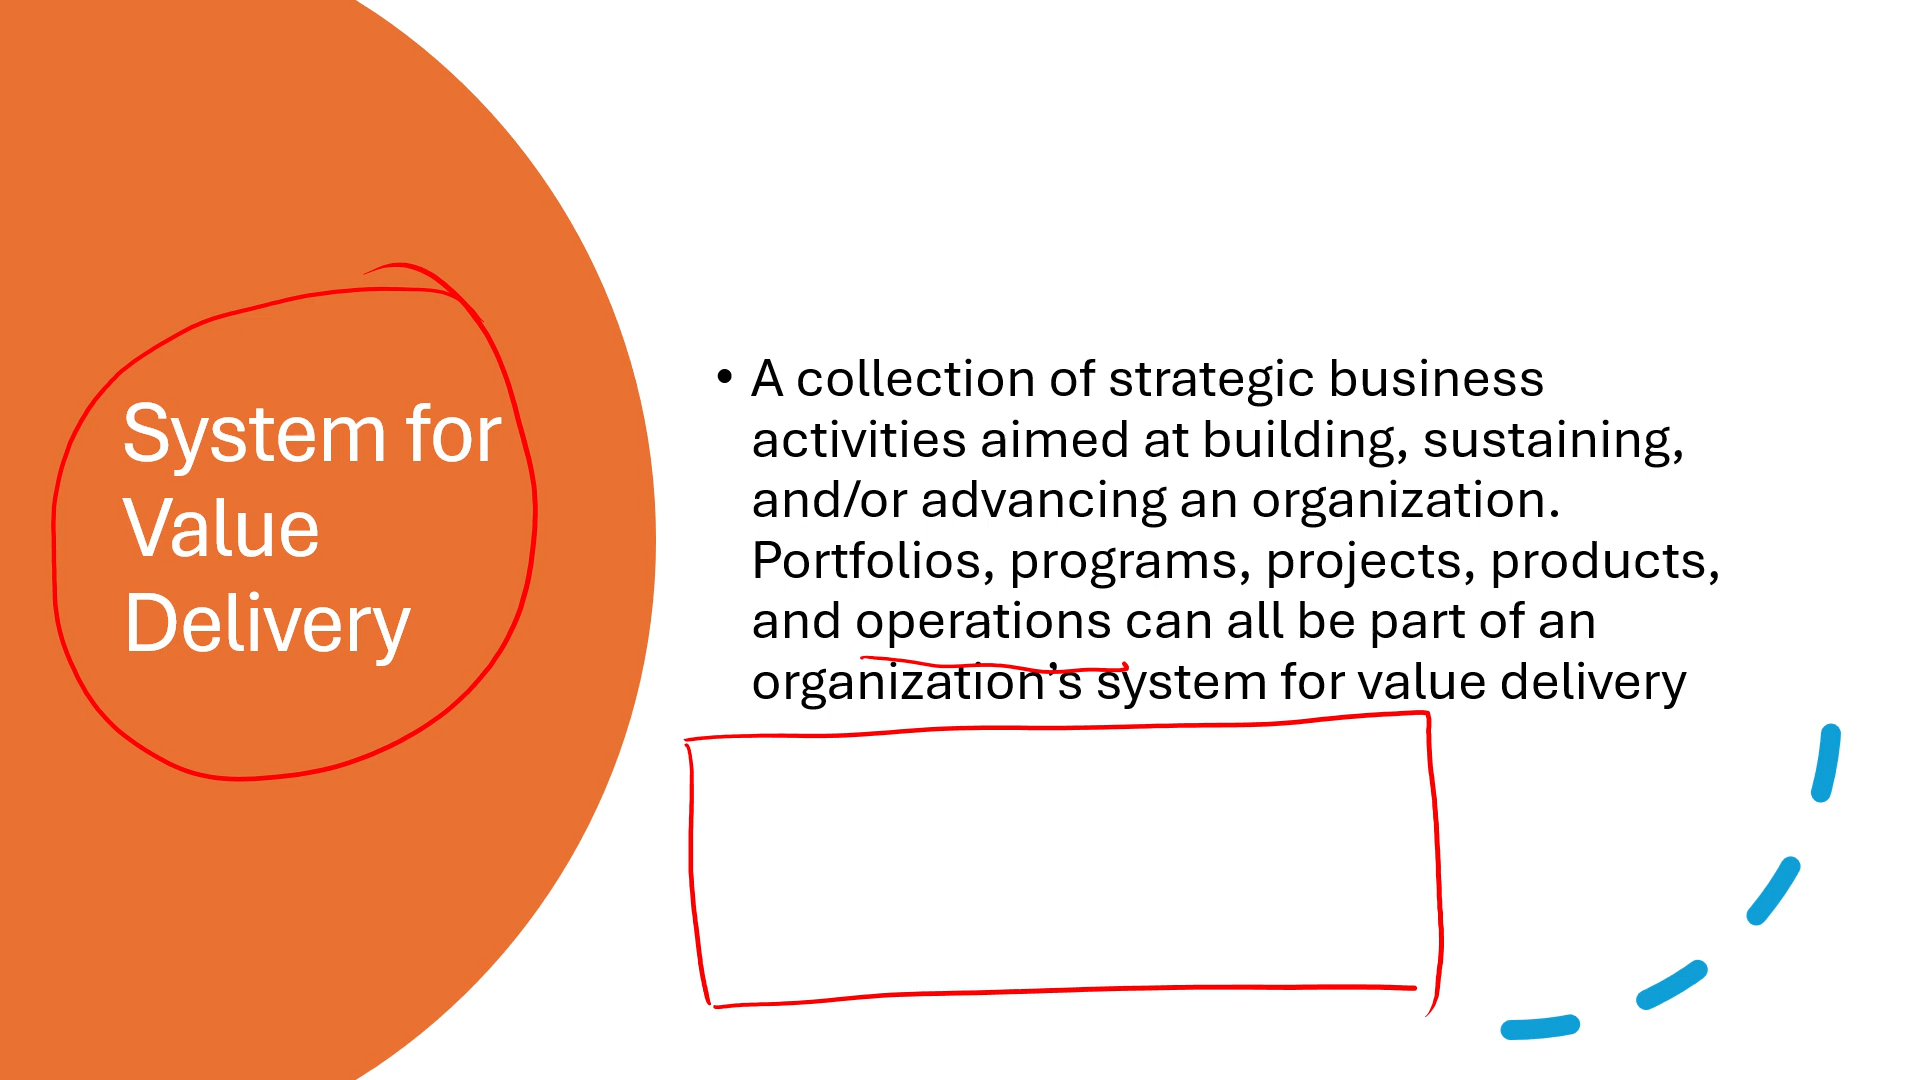 System for
Value
Delivery
• A collection of strategic business
activities aimed at building, sustaining,
and/or advancing an organization.
Portfolios, programs, projects, products,
and operations can all be part of an
organization’s system for value delivery